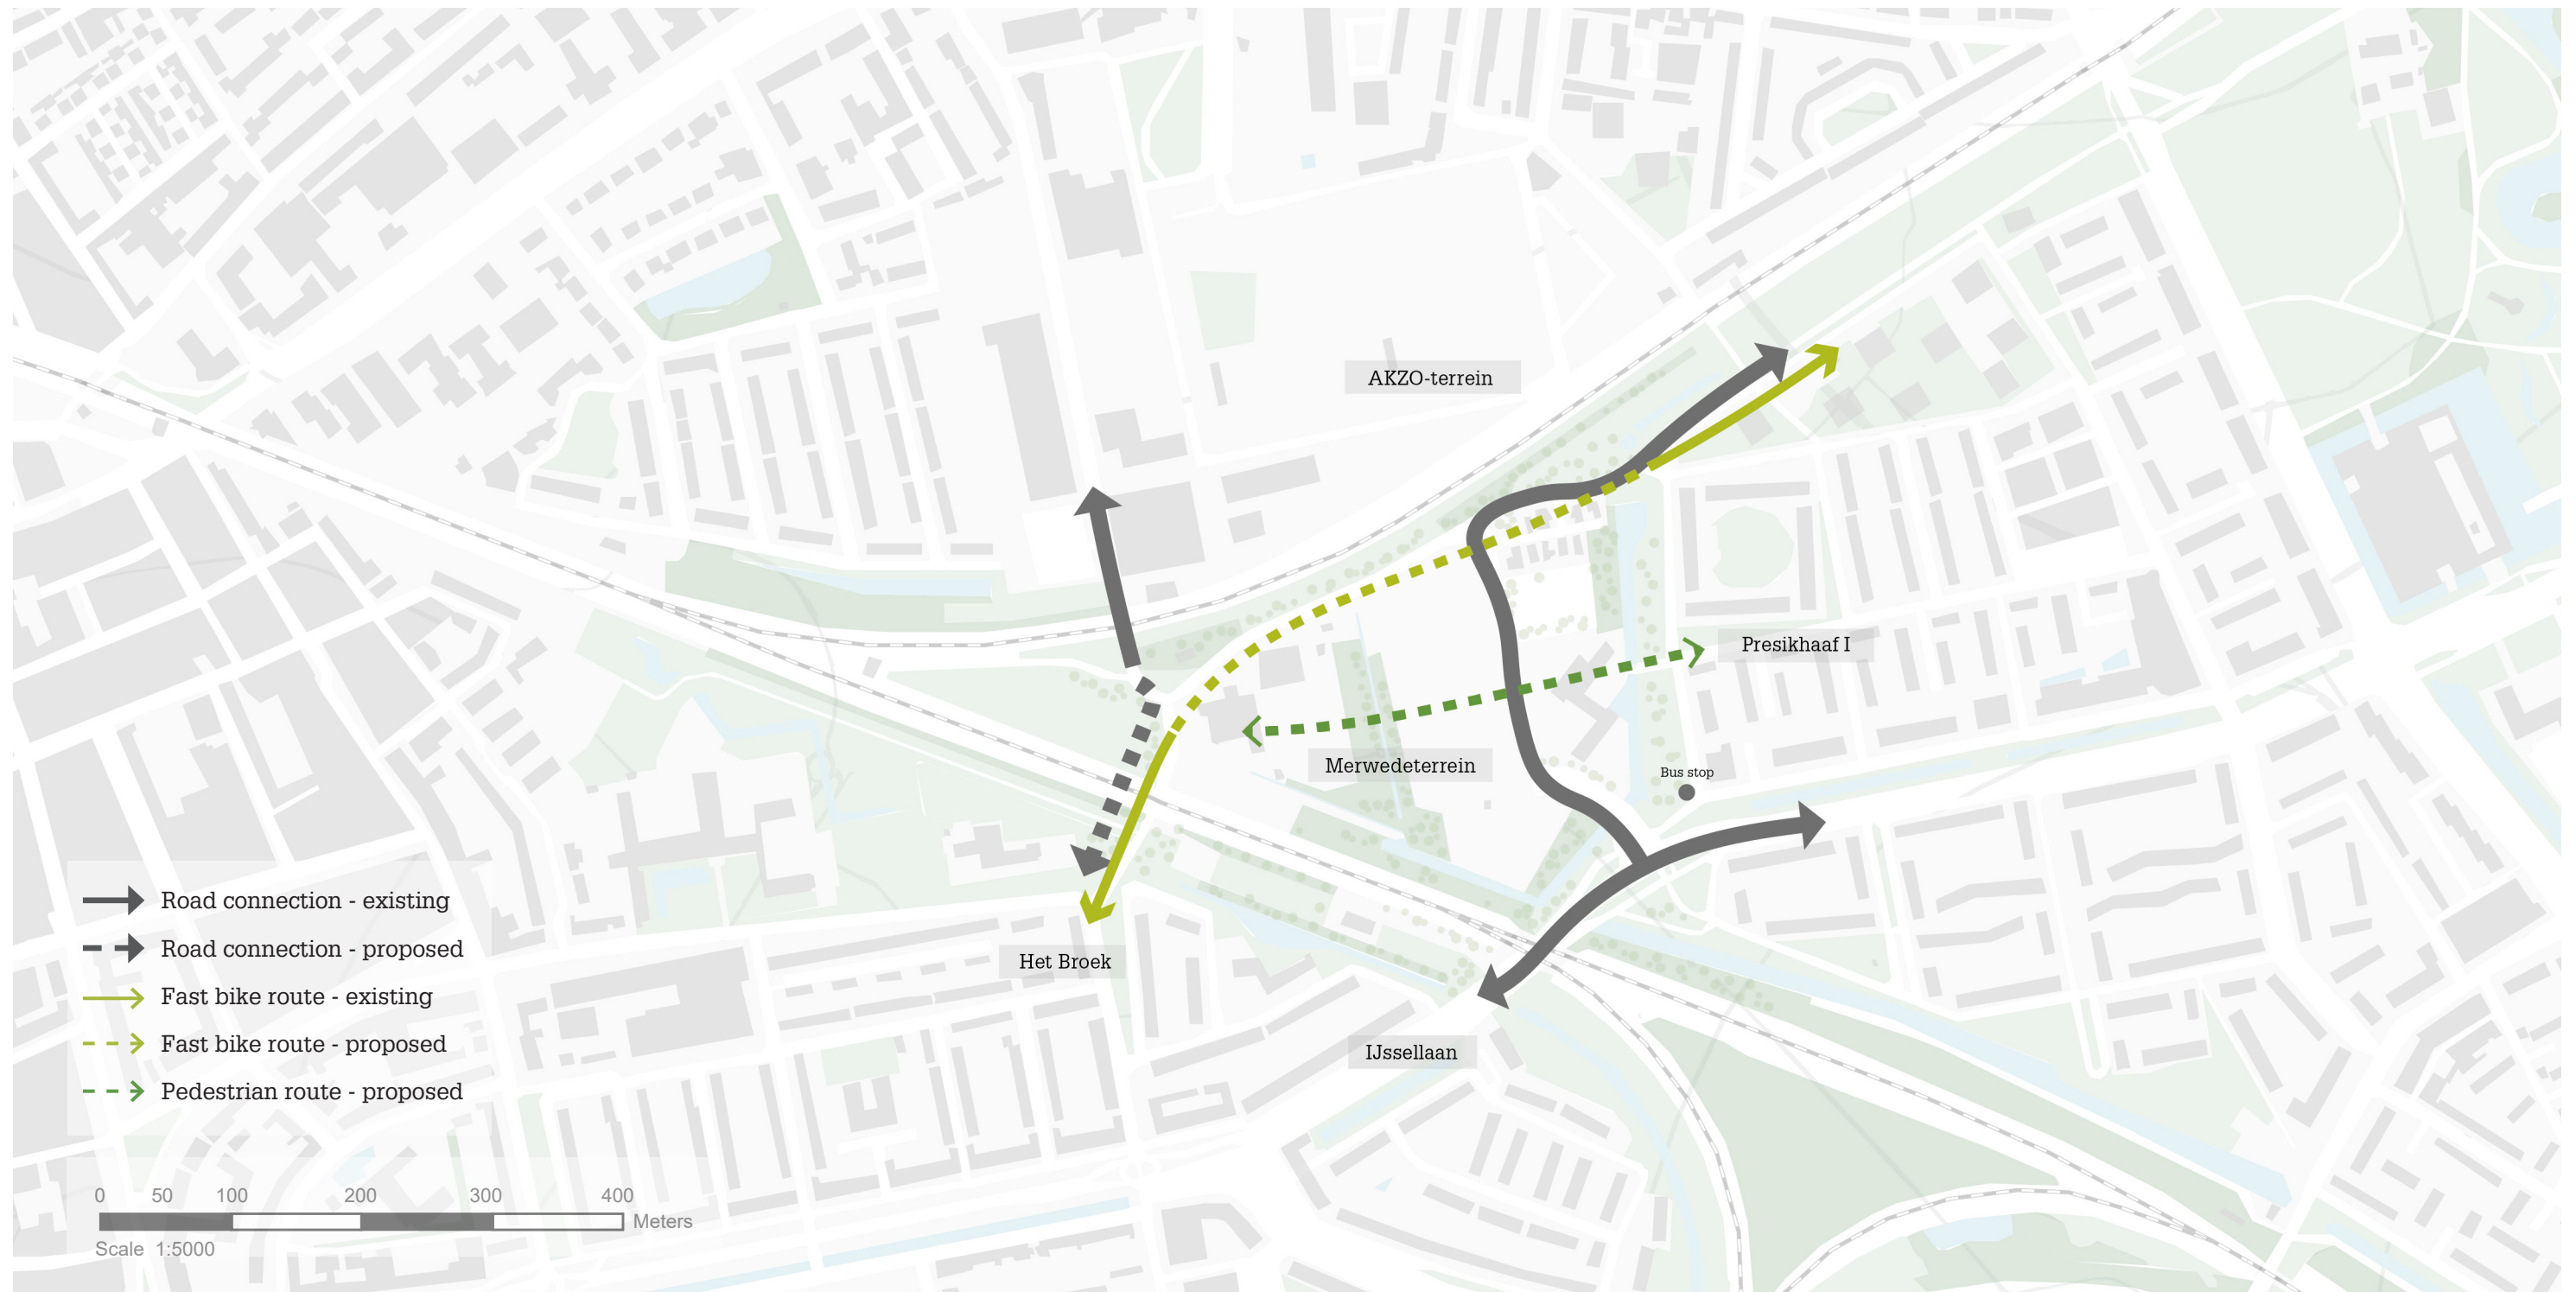 AKZO-terrein
Presikhaaf I
Merwedeterrein
Bus stop
Het Broek
IJssellaan
Road connection - existing
Road connection - proposed
Fast bike route - existing
Fast bike route - proposed
Pedestrian route - proposed
0 50 100 200 300 400
Meters
Scale 1:5000